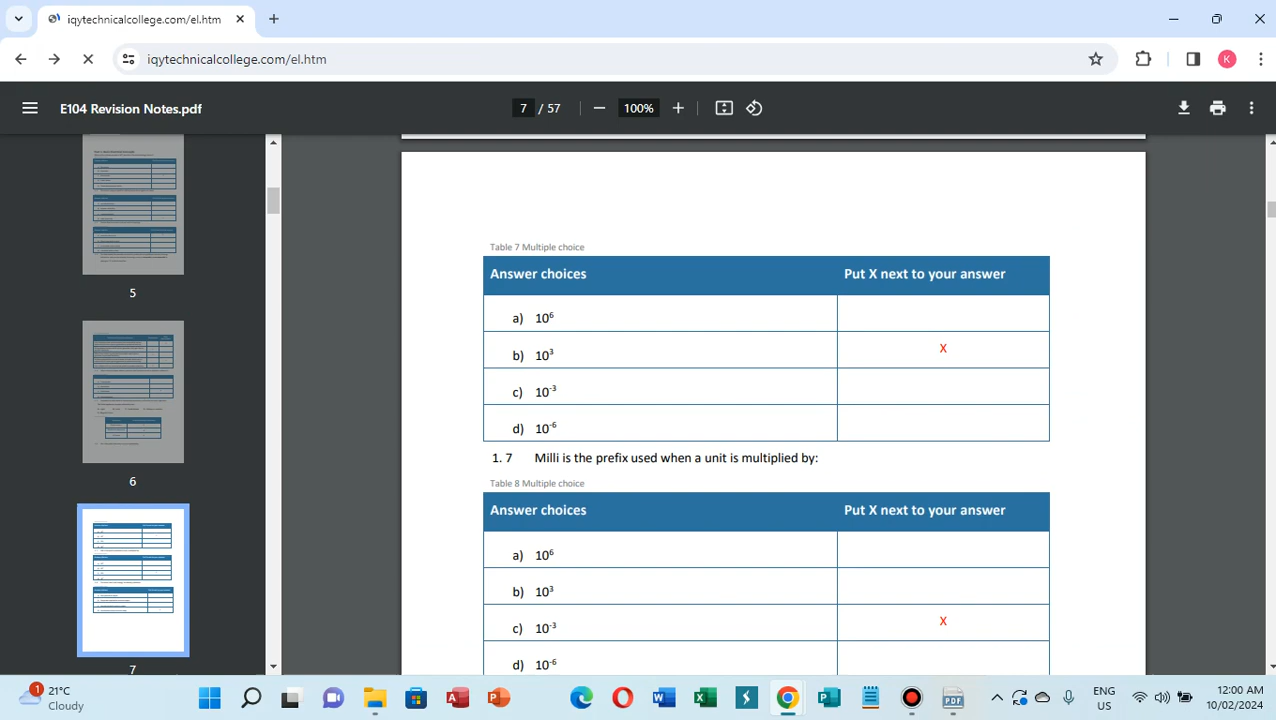 iqytechnicalcollege.com/el.htm
iqytechnicalcollege.com/el.htm
K
E104 Revision Notes.pdf
7 / 57
100%
5
6
7
Table 7 Multiple choice
Answer choices Put X next to your answer
a) 10⁶
b) 10³ X
c) 10⁻³
d) 10⁻⁶
1. 7 Milli is the prefix used when a unit is multiplied by:
Table 8 Multiple choice
Answer choices Put X next to your answer
a) 10⁶
b) 10³
c) 10⁻³ X
d) 10⁻⁶
1
21°C
Cloudy
ENG
US
12:00 AM
10/02/2024